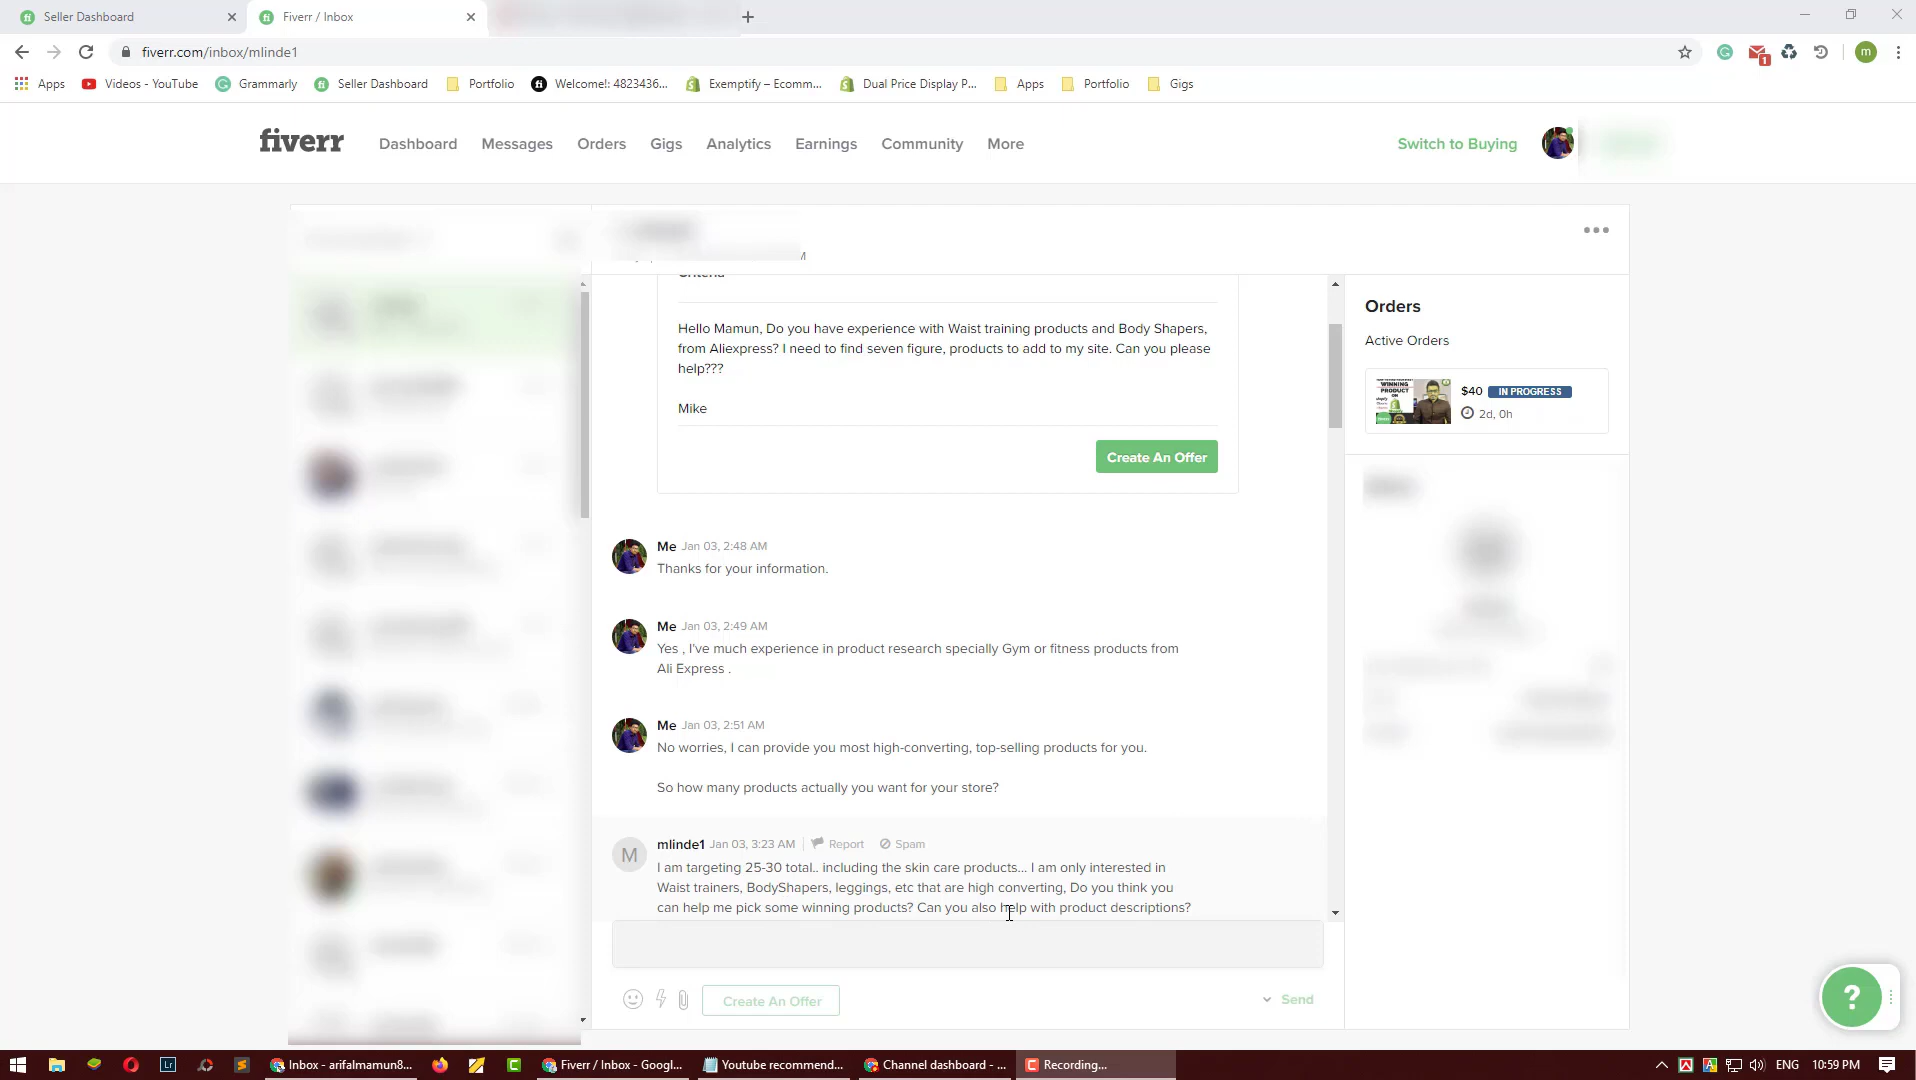 Seller Dashboard
Fiverr / Inbox
fiverr.com/inbox/mlinde1
Apps
Videos - YouTube
Grammarly
Seller Dashboard
Portfolio
Welcome!: 4823436...
Exemptify – Ecomm...
Dual Price Display P...
Apps
Portfolio
Gigs
fiverr
Dashboard
Messages
Orders
Gigs
Analytics
Earnings
Community
More
Switch to Buying
Hello Mamun, Do you have experience with Waist training products and Body Shapers,
from Aliexpress? I need to find seven figure, products to add to my site. Can you please
help???
Mike
Create An Offer
Me Jan 03, 2:48 AM
Thanks for your information.
Me Jan 03, 2:49 AM
Yes , I've much experience in product research specially Gym or fitness products from
Ali Express .
Me Jan 03, 2:51 AM
No worries, I can provide you most high-converting, top-selling products for you.
So how many products actually you want for your store?
M
mlinde1 Jan 03, 3:23 AM Report Spam
I am targeting 25-30 total.. including the skin care products... I am only interested in
Waist trainers, BodyShapers, leggings, etc that are high converting, Do you think you
can help me pick some winning products? Can you also help with product descriptions?
Create An Offer
Send
Orders
Active Orders
WINNING
PRODUCT
ON
$40 IN PROGRESS
2d, 0h
?
Inbox - arifalmamun8...
Fiverr / Inbox - Googl...
Youtube recommend...
Channel dashboard - ...
Recording...
ENG
10:59 PM